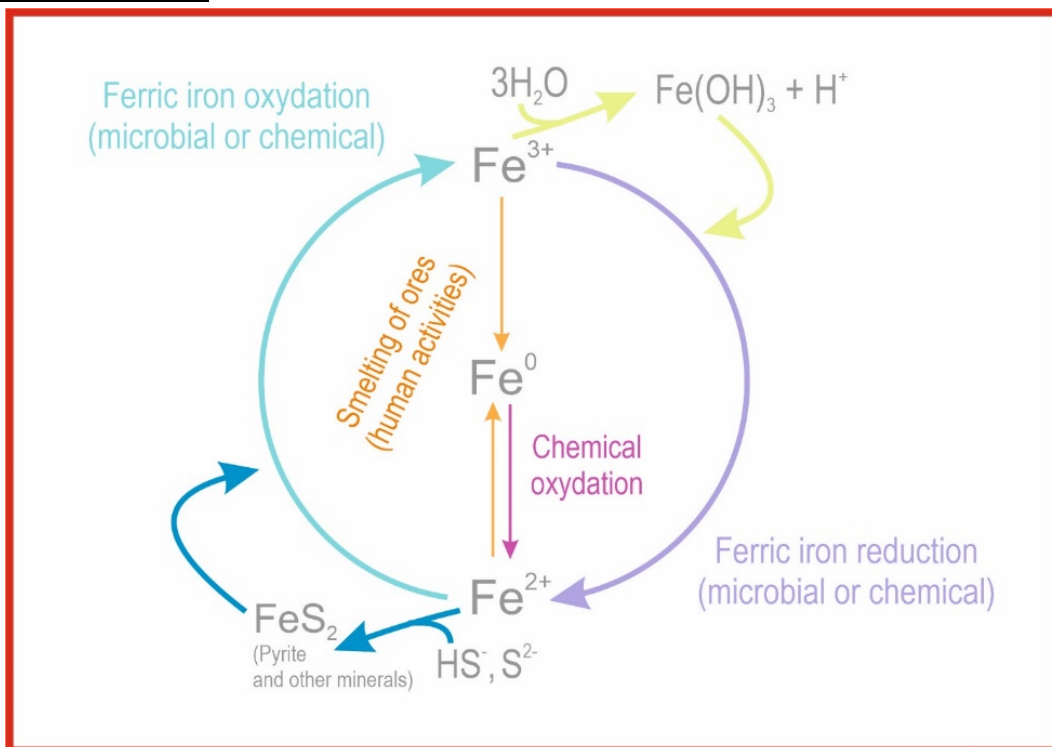 3H₂O
Fe(OH)₃ + H⁺
Ferric iron oxydation
(microbial or chemical)
Fe³⁺
Smelting of ores
(human activities)
Fe⁰
Chemical
oxydation
Ferric iron reduction
(microbial or chemical)
Fe²⁺
FeS₂
(Pyrite
and other minerals)
HS⁻, S²⁻